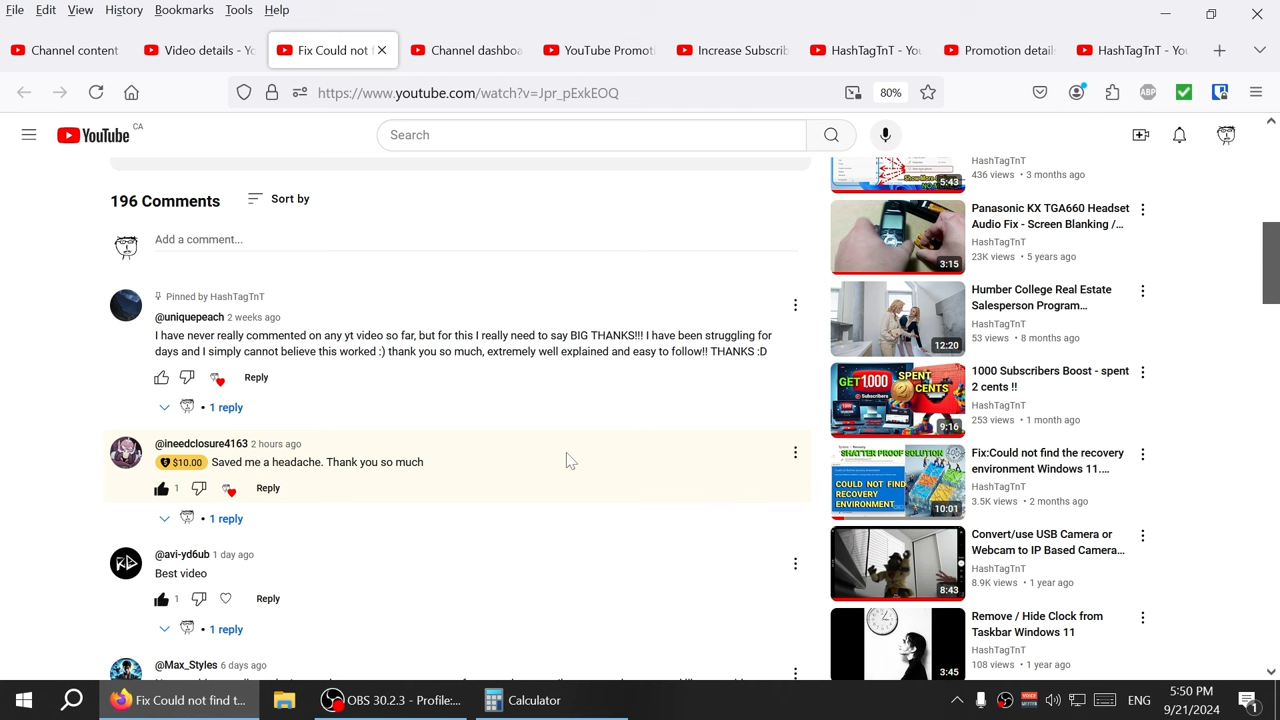 File Edit View History Bookmarks Tools Help
Channel content
Video details - Yo
Fix Could not f
Channel dashboa
YouTube Promoti
Increase Subscrib
HashTagTnT - You
Promotion details
HashTagTnT - You
https://www.youtube.com/watch?v=Jpr_pExkEOQ
80%
ABP
YouTube CA
Search
196 Comments
Sort by
Add a comment...
Pinned by HashTagTnT
@uniquepeach 2 weeks ago
I have never really commented on any yt video so far, but for this I really need to say BIG THANKS!!! I have been struggling for
days and I simply cannot believe this worked :) thank you so much, extremely well explained and easy to follow!! THANKS :D
Reply
• 1 reply
@ineedclosure4163 2 hours ago
$10.00 Saved me a headache. Thank you so much
1 Reply
• 1 reply
@avi-yd6ub 1 day ago
Best video
1 Reply
• 1 reply
@Max_Styles 6 days ago
5:43
HashTagTnT
436 views • 3 months ago
3:15
Panasonic KX TGA660 Headset
Audio Fix - Screen Blanking /...
HashTagTnT
23K views • 5 years ago
12:20
Humber College Real Estate
Salesperson Program...
HashTagTnT
53 views • 8 months ago
GET 1,000
Subscribers
SPENT
2 CENTS
9:16
1000 Subscribers Boost - spent
2 cents !!
HashTagTnT
253 views • 1 month ago
SHATTER PROOF SOLUTION
COULD NOT FIND
RECOVERY
ENVIRONMENT
10:01
Fix:Could not find the recovery
environment Windows 11....
HashTagTnT
3.5K views • 2 months ago
8:43
Convert/use USB Camera or
Webcam to IP Based Camera...
HashTagTnT
8.9K views • 1 year ago
3:45
Remove / Hide Clock from
Taskbar Windows 11
HashTagTnT
108 views • 1 year ago
Fix Could not find t...
OBS 30.2.3 - Profile:...
Calculator
ENG
5:50 PM
9/21/2024
1